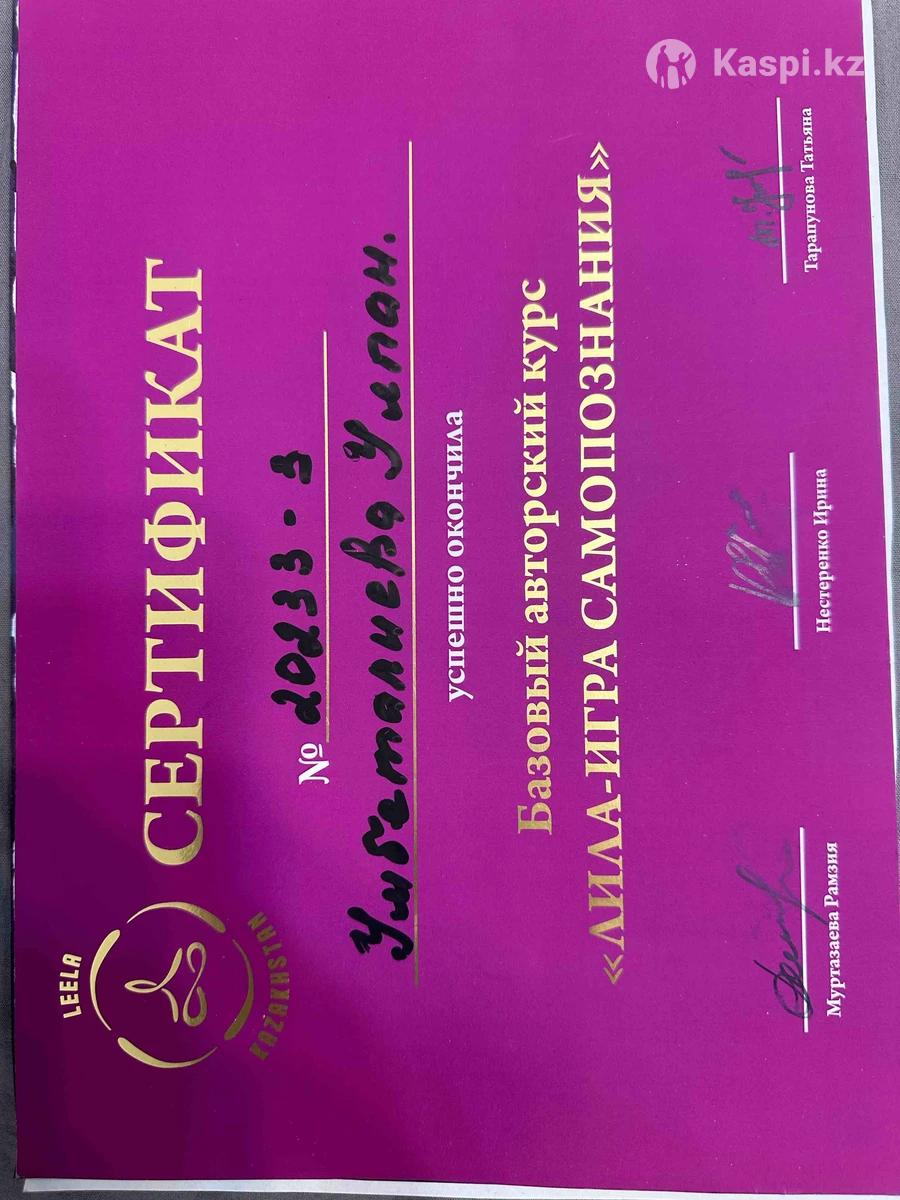 Kaspi.kz
LEELA
KAZAKHSTAN
СЕРТИФИКАТ
№ 20233-3
Умбеталиева Улпан.
успешно окончила
Базовый авторский курс
«ЛИЛА-ИГРА САМОПОЗНАНИЯ»
Муртазаева Рамзия
Нестеренко Ирина
Тарапунова Татьяна